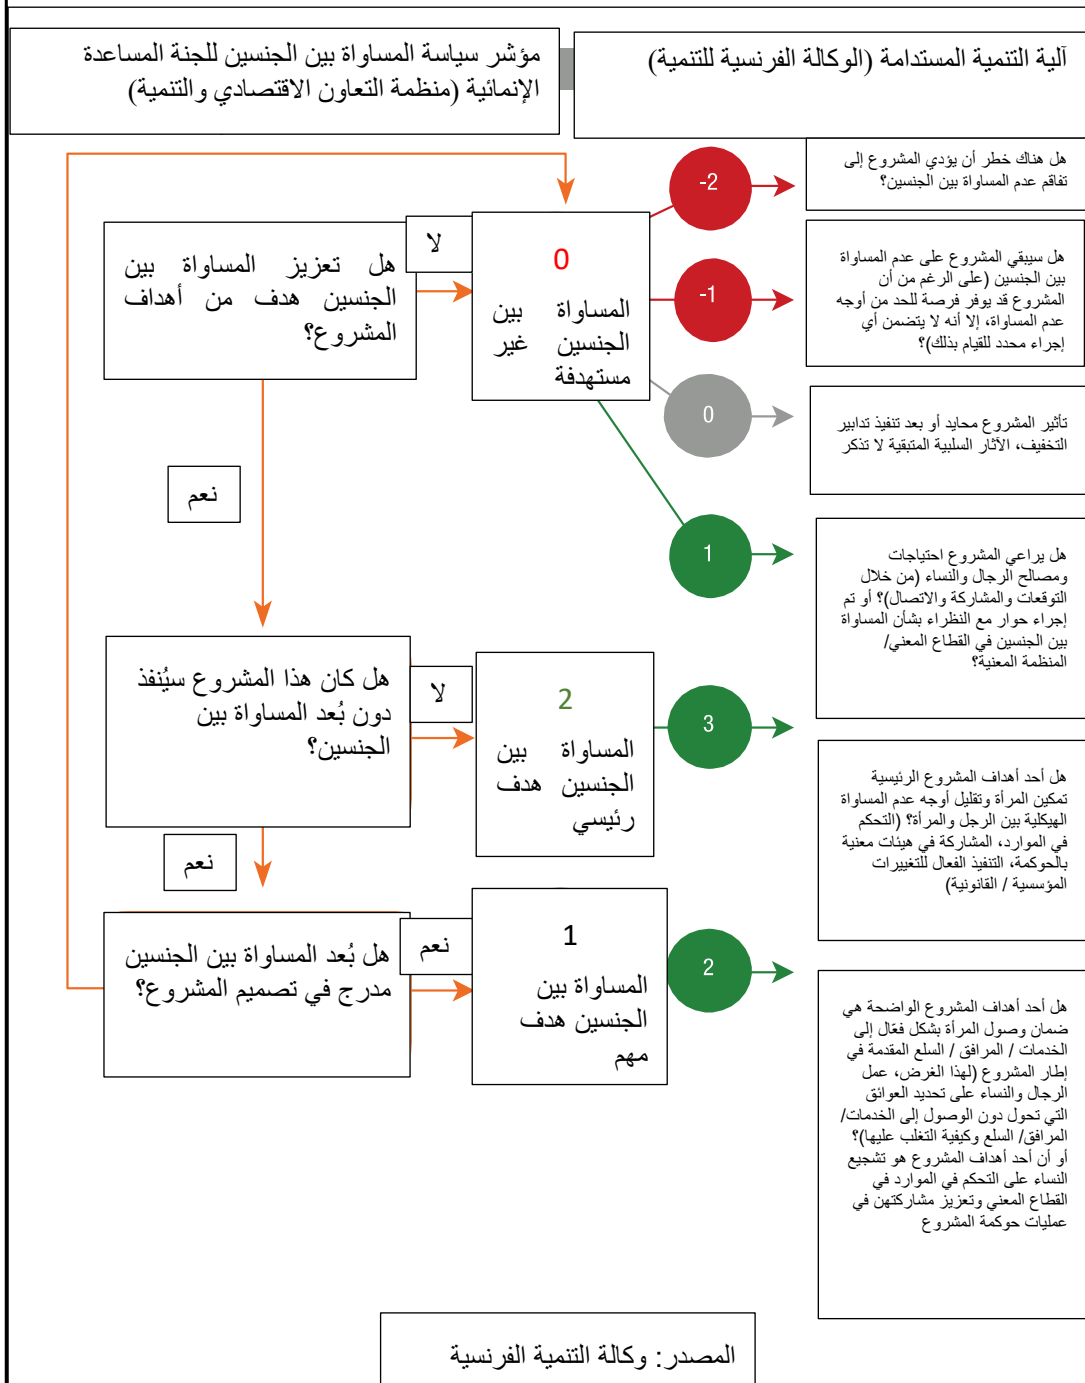 آلية التنمية المستدامة (الوكالة الفرنسية للتنمية)
مؤشر سياسة المساواة بين الجنسين للجنة المساعدة
الإنمائية (منظمة التعاون الاقتصادي والتنمية)
-2
هل هناك خطر أن يؤدي المشروع إلى
تفاقم عدم المساواة بين الجنسين؟
هل تعزيز المساواة بين
الجنسين هدف من أهداف
المشروع؟
لا
0
المساواة بين
الجنسين غير
مستهدفة
-1
هل سيبقي المشروع على عدم المساواة
بين الجنسين (على الرغم من أن
المشروع قد يوفر فرصة للحد من أوجه
عدم المساواة، إلا أنه لا يتضمن أي
إجراء محدد للقيام بذلك)؟
0
تأثير المشروع محايد أو بعد تنفيذ تدابير
التخفيف، الآثار السلبية المتبقية لا تذكر
نعم
1
هل يراعي المشروع احتياجات
ومصالح الرجال والنساء (من خلال
التوقعات والمشاركة والاتصال)؟ أو تم
إجراء حوار مع النظراء بشأن المساواة
بين الجنسين في القطاع المعني/
المنظمة المعنية؟
هل كان هذا المشروع سيُنفذ
دون بُعد المساواة بين
الجنسين؟
لا
2
المساواة بين
الجنسين هدف
رئيسي
3
هل أحد أهداف المشروع الرئيسية
تمكين المرأة وتقليل أوجه عدم المساواة
الهيكلية بين الرجل والمرأة؟ (التحكم
في الموارد، المشاركة في هيئات معنية
بالحوكمة، التنفيذ الفعال للتغييرات
المؤسسية / القانونية)
نعم
هل بُعد المساواة بين الجنسين
مدرج في تصميم المشروع؟
نعم
1
المساواة بين
الجنسين هدف
مهم
2
هل أحد أهداف المشروع الواضحة هي
ضمان وصول المرأة بشكل فعّال إلى
الخدمات / المرافق / السلع المقدمة في
إطار المشروع (لهذا الغرض، عمل
الرجال والنساء على تحديد العوائق
التي تحول دون الوصول إلى الخدمات/
المرافق/ السلع وكيفية التغلب عليها)؟
أو أن أحد أهداف المشروع هو تشجيع
النساء على التحكم في الموارد في
القطاع المعني وتعزيز مشاركتهن في
عمليات حوكمة المشروع
المصدر: وكالة التنمية الفرنسية